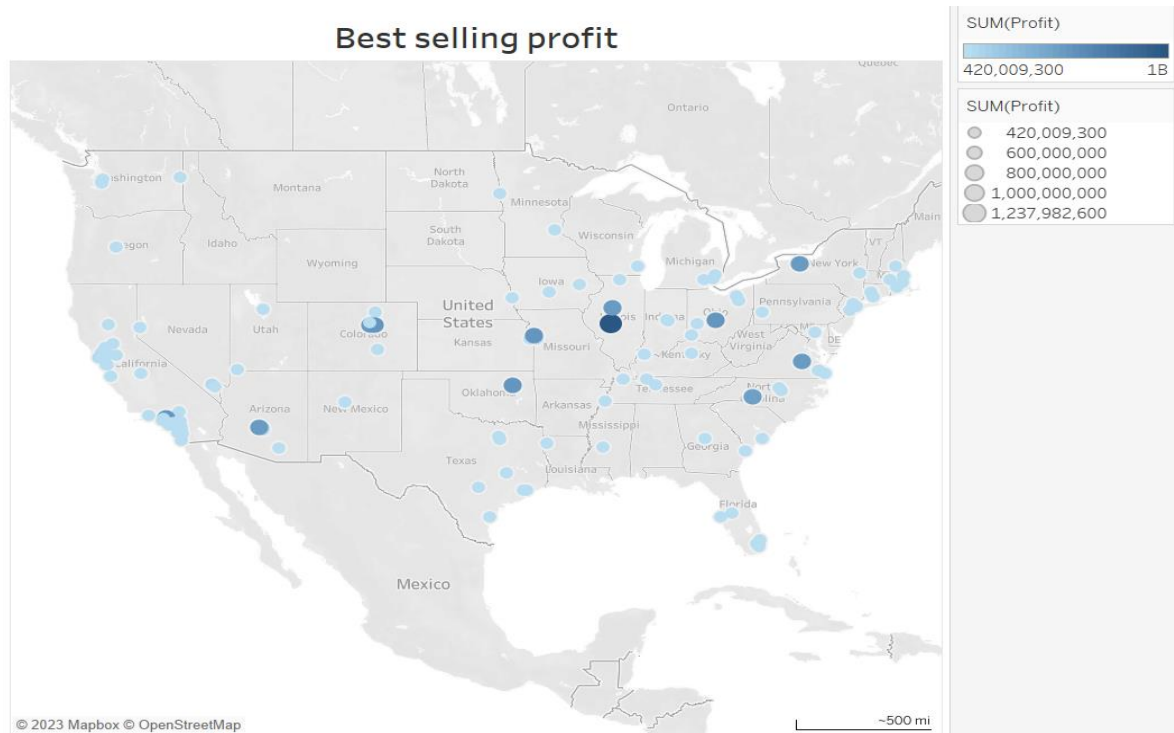 Best selling profit
SUM(Profit)
420,009,300 1B
SUM(Profit)
420,009,300
600,000,000
800,000,000
1,000,000,000
1,237,982,600
Quebec
Ontario
North
Dakota
Montana
Minnesota
South
Dakota
Wisconsin
Michigan
VT
Idaho
Wyoming
New York
Iowa
United
States
Pennsylvania
Nevada
Utah
Kansas
Missouri
West
Virginia
DE
Arizona
New Mexico
Arkansas
Mississippi
Georgia
Texas
Louisiana
Florida
Mexico
© 2023 Mapbox © OpenStreetMap
~500 mi